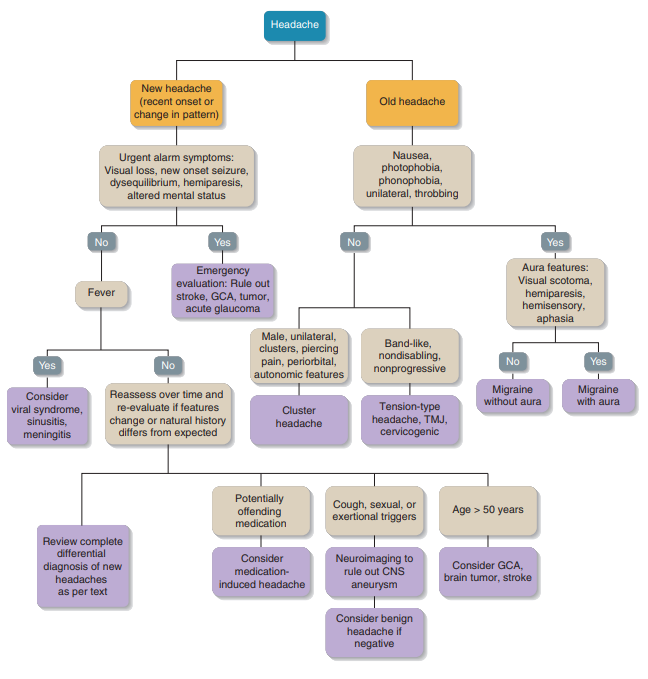 Headache
New headache
(recent onset or
change in pattern)
Old headache
Urgent alarm symptoms:
Visual loss, new onset seizure,
dysequilibrium, hemiparesis,
altered mental status
Nausea,
photophobia,
phonophobia,
unilateral, throbbing
No
Yes
No
Yes
Fever
Emergency
evaluation: Rule out
stroke, GCA, tumor,
acute glaucoma
Aura features:
Visual scotoma,
hemiparesis,
hemisensory,
aphasia
Male, unilateral,
clusters, piercing
pain, periorbital,
autonomic features
Band-like,
nondisabling,
nonprogressive
No
Yes
Yes
No
Consider
viral syndrome,
sinusitis,
meningitis
Reassess over time and
re-evaluate if features
change or natural history
differs from expected
Cluster
headache
Tension-type
headache, TMJ,
cervicogenic
Migraine
without aura
Migraine
with aura
Review complete
differential
diagnosis of new
headaches
as per text
Potentially
offending
medication
Cough, sexual, or
exertional triggers
Age > 50 years
Consider
medication-
induced headache
Neuroimaging to
rule out CNS
aneurysm
Consider GCA,
brain tumor, stroke
Consider benign
headache if
negative